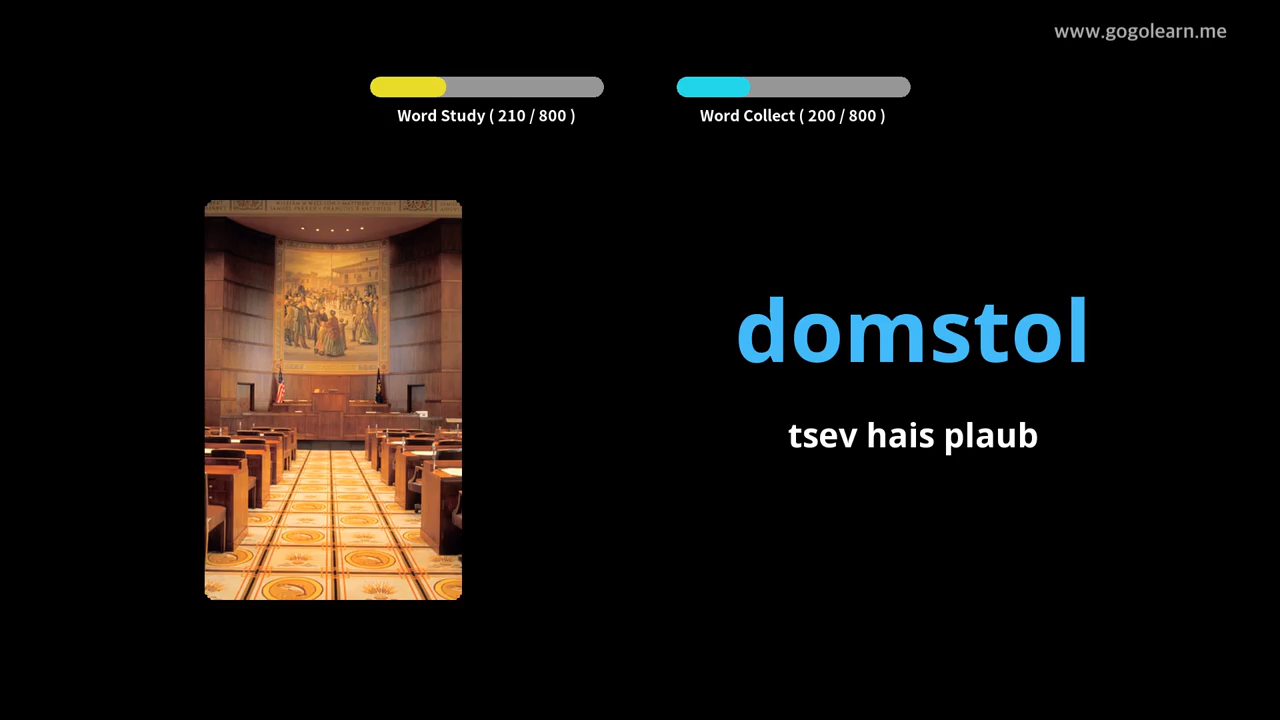 www.gogolearn.me
Word Study ( 210 / 800 )
Word Collect ( 200 / 800 )
domstol
tsev hais plaub